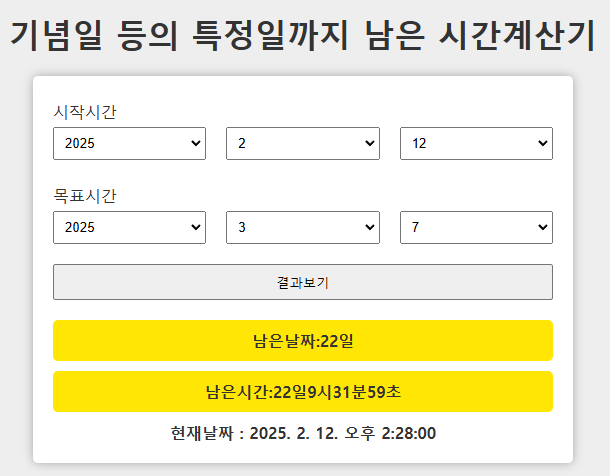 기념일 등의 특정일까지 남은 시간계산기
시작시간
2025 2 12
목표시간
2025 3 7
결과보기
남은날짜:22일
남은시간:22일9시31분59초
현재날짜 : 2025. 2. 12. 오후 2:28:00